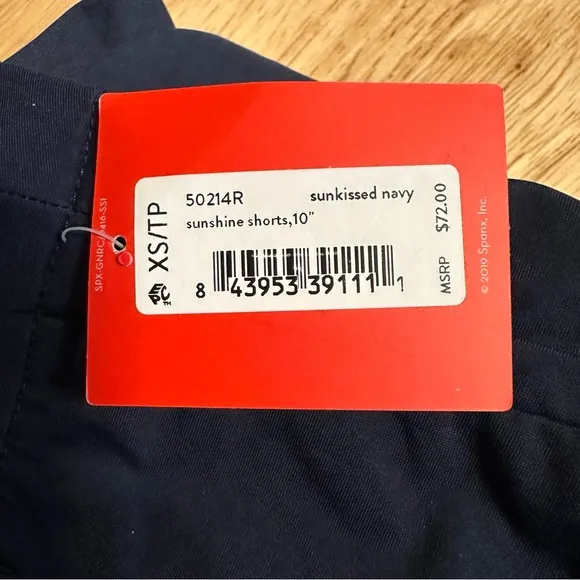 50214R sunkissed navy
sunshine shorts,10"
XS/TP
8 43953 39111 1
MSRP $72.00
© 2019 Spanx, Inc.